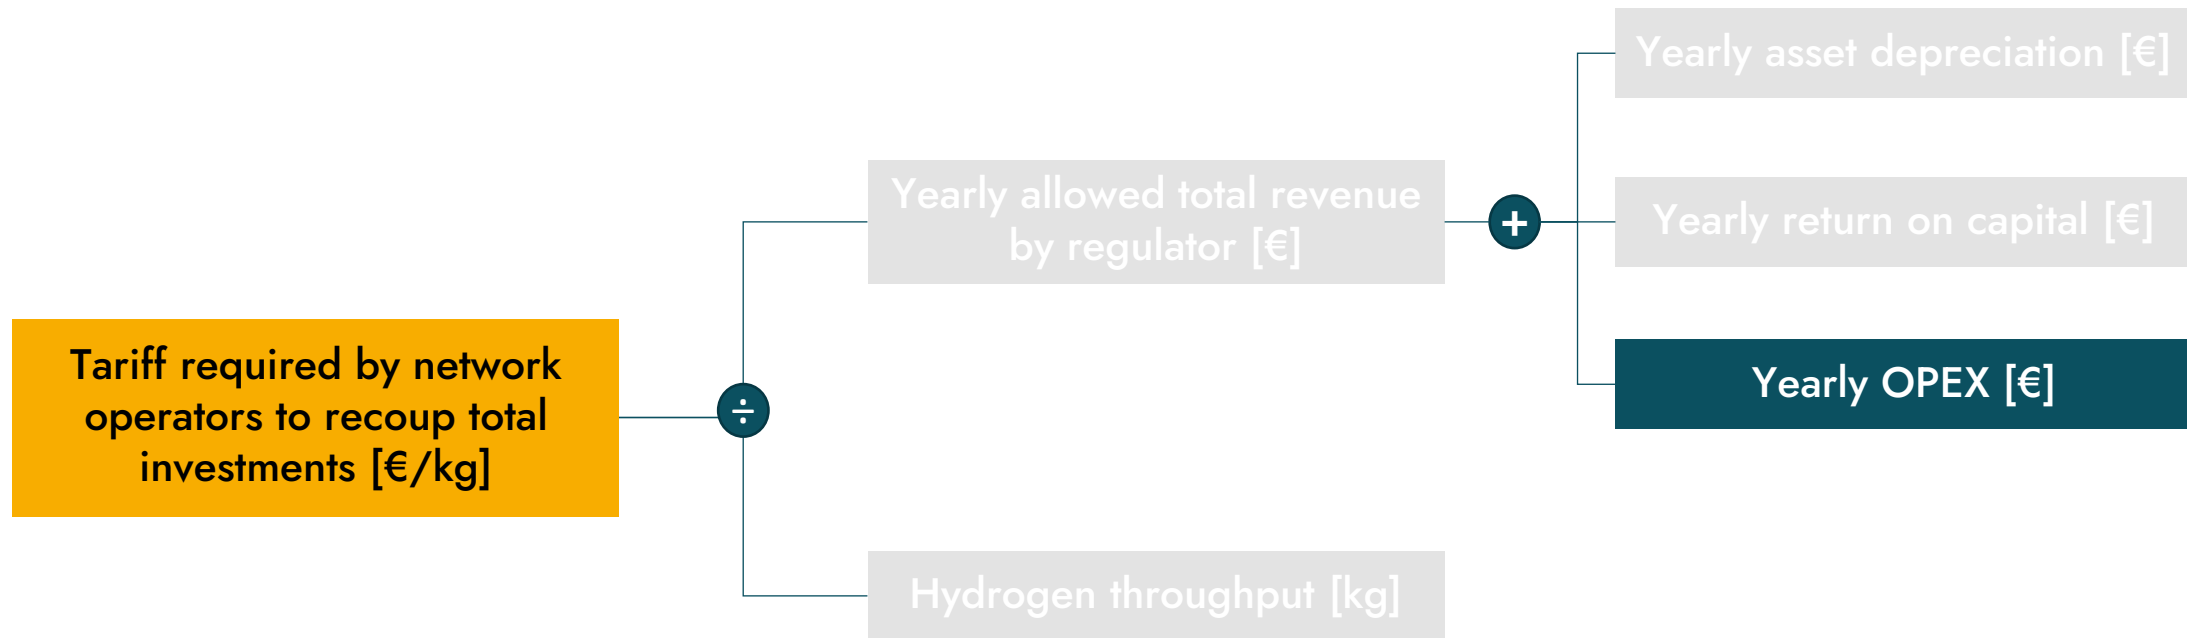 Yearly asset depreciation [€]
Yearly allowed total revenue
by regulator [€]
+
Yearly return on capital [€]
Tariff required by network
operators to recoup total
investments [€/kg]
÷
Yearly OPEX [€]
Hydrogen throughput [kg]